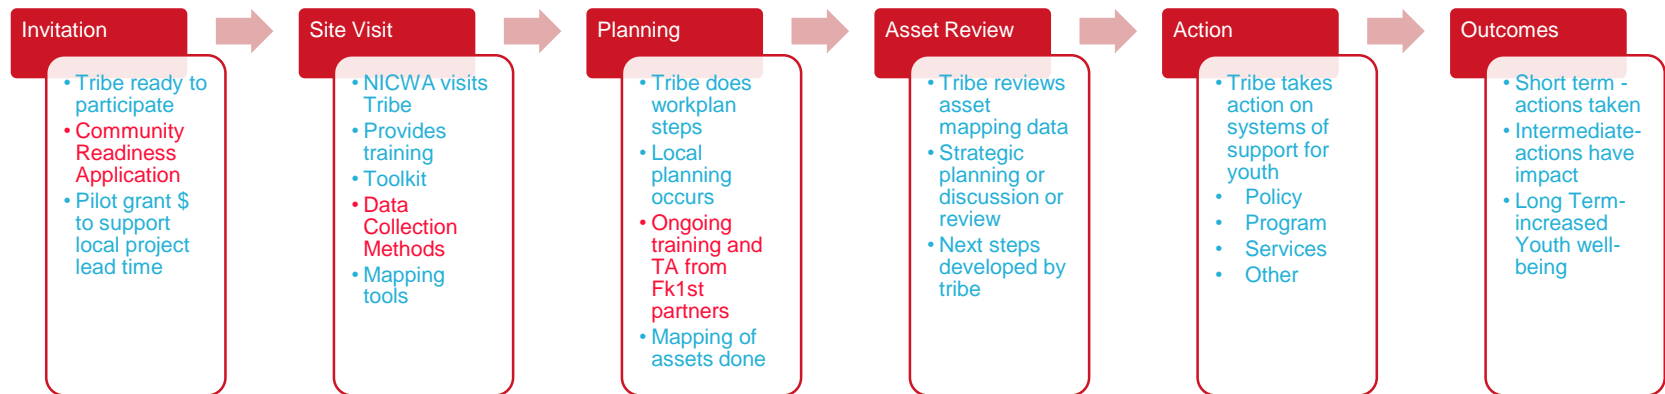 Invitation
• Tribe ready to
participate
• Community
Readiness
Application
• Pilot grant $
to support
local project
lead time
Site Visit
• NICWA visits
Tribe
• Provides
training
• Toolkit
• Data
Collection
Methods
• Mapping
tools
Planning
• Tribe does
workplan
steps
• Local
planning
occurs
• Ongoing
training and
TA from
Fk1st
partners
• Mapping of
assets done
Asset Review
• Tribe reviews
asset
mapping data
• Strategic
planning or
discussion or
review
• Next steps
developed by
tribe
Action
• Tribe takes
action on
systems of
support for
youth
• Policy
• Program
• Services
• Other
Outcomes
• Short term -
actions taken
• Intermediate-
actions have
impact
• Long Term-
increased
Youth well-
being